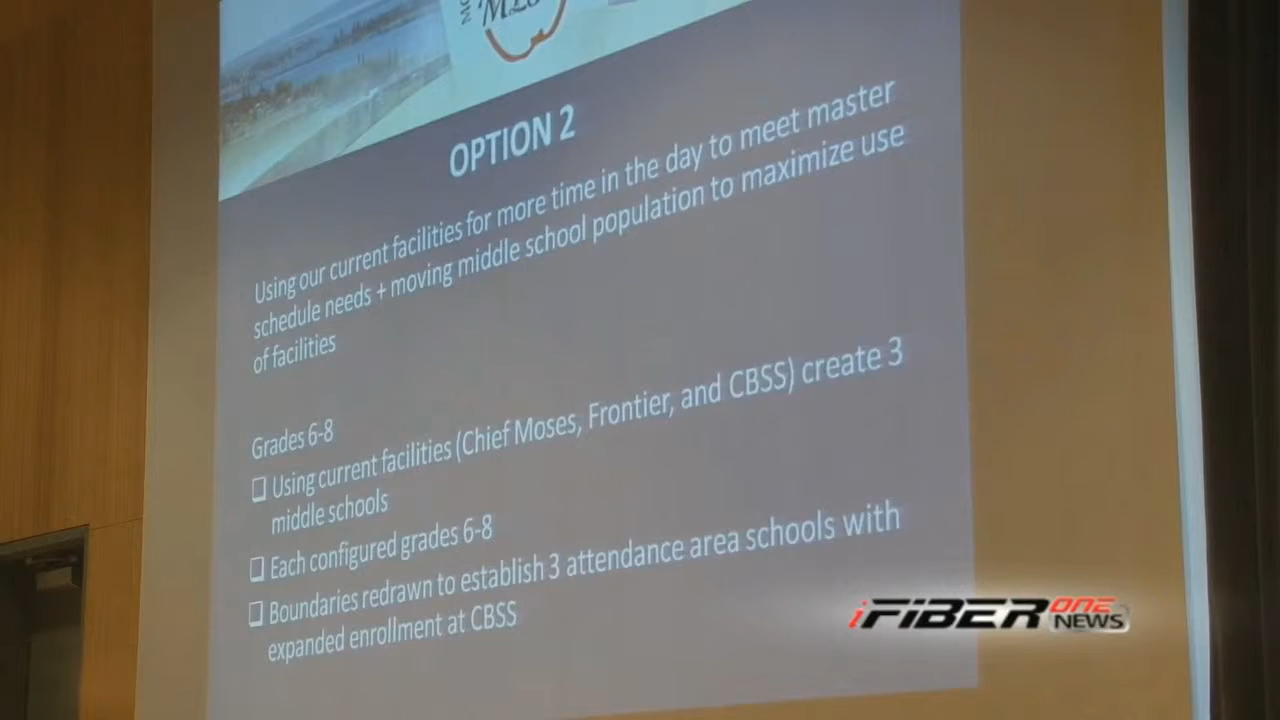 OPTION 2
Using our current facilities for more time in the day to meet master
schedule needs + moving middle school population to maximize use
of facilities
Grades 6-8
❑ Using current facilities (Chief Moses, Frontier, and CBSS) create 3
middle schools
❑ Each configured grades 6-8
❑ Boundaries redrawn to establish 3 attendance area schools with
expanded enrollment at CBSS
iFIBER ONE
NEWS